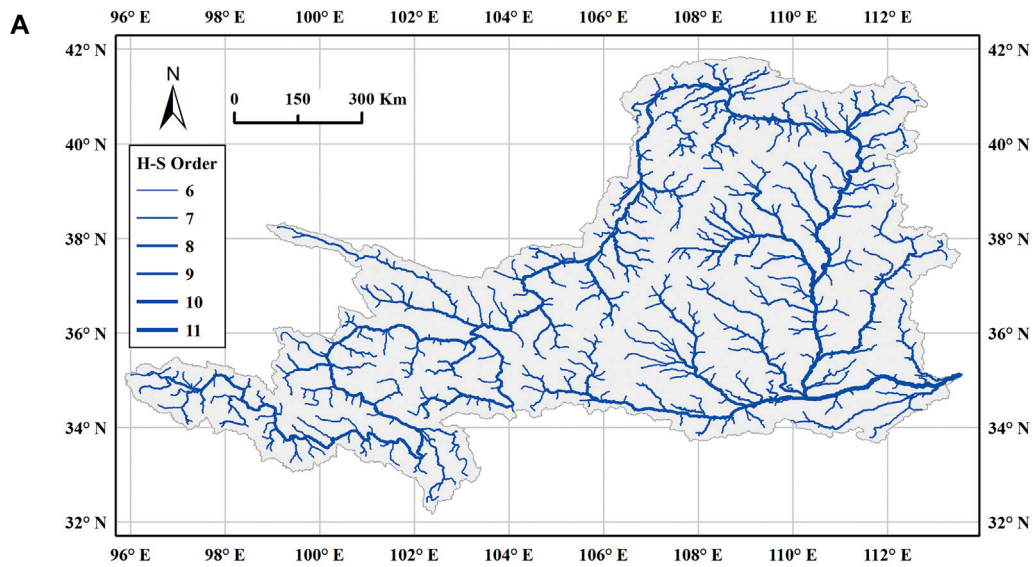 A
96° E 98° E 100° E 102° E 104° E 106° E 108° E 110° E 112° E
42° N 42° N
N
0 150 300 Km
40° N 40° N
H-S Order
6
7
38° N 38° N
8
9
10
36° N 36° N
11
34° N 34° N
32° N 32° N
96° E 98° E 100° E 102° E 104° E 106° E 108° E 110° E 112° E